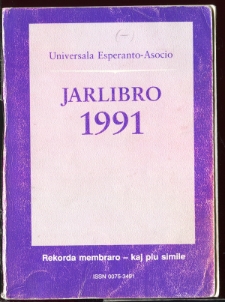 (—)
Universala Esperanto-Asocio
JARLIBRO
1991
Rekorda membraro – kaj plu simile
ISSN 0075-3491